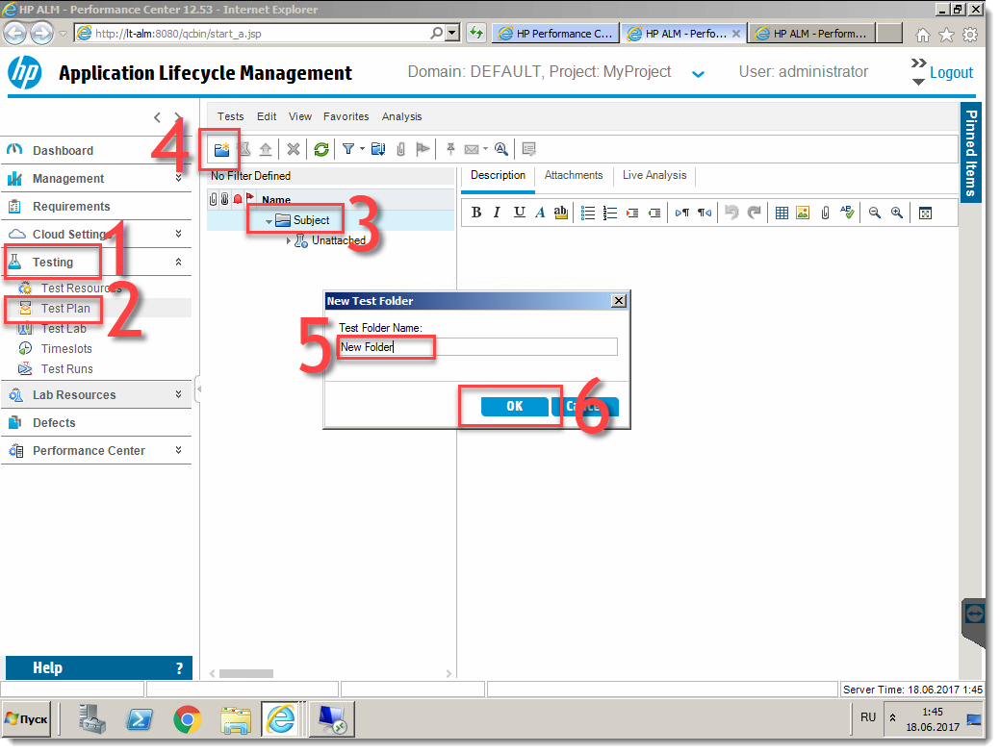 HP ALM - Performance Center 12.53 - Internet Explorer
http://lt-alm:8080/qcbin/start_a.jsp
HP Performance C...
HP ALM - Perfo...
HP ALM - Perform...
hp
Application Lifecycle Management
Domain: DEFAULT, Project: MyProject
User: administrator
Logout
Pinned Items
Tests Edit View Favorites Analysis
4
Dashboard
Management
Requirements
Cloud Settings
1
Testing
Test Resources
2
Test Plan
Test Lab
Timeslots
Test Runs
Lab Resources
Defects
Performance Center
No Filter Defined
Name
Subject
3
Unattached
Description Attachments Live Analysis
B I U A ab
New Test Folder
Test Folder Name:
5
New Folder
OK
Cancel
6
Help ?
Server Time: 18.06.2017 1:45
Пуск
RU
1:45
18.06.2017